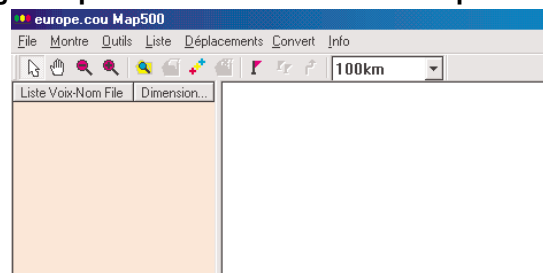 europe.cou Map500
File Montre Outils Liste Déplacements Convert Info
100km
Liste Voix-Nom File Dimension...